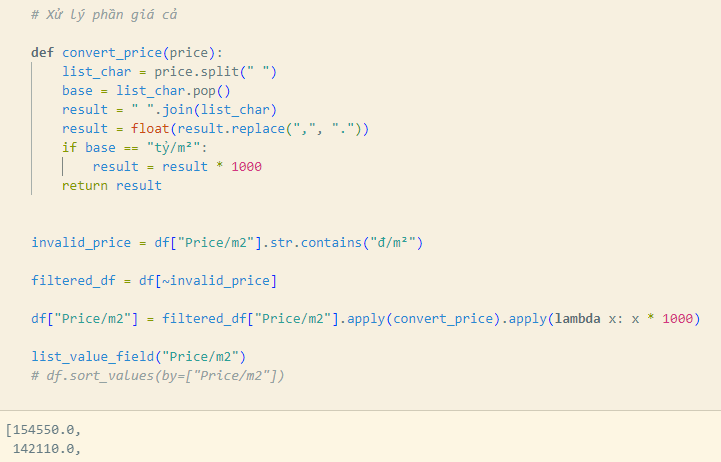 # Xử lý phần giá cả
def convert_price(price):
list_char = price.split(" ")
base = list_char.pop()
result = " ".join(list_char)
result = float(result.replace(",", "."))
if base == "tỷ/m²":
result = result * 1000
return result
invalid_price = df["Price/m2"].str.contains("đ/m²")
filtered_df = df[~invalid_price]
df["Price/m2"] = filtered_df["Price/m2"].apply(convert_price).apply(lambda x: x * 1000)
list_value_field("Price/m2")
# df.sort_values(by=["Price/m2"])
[154550.0,
142110.0,